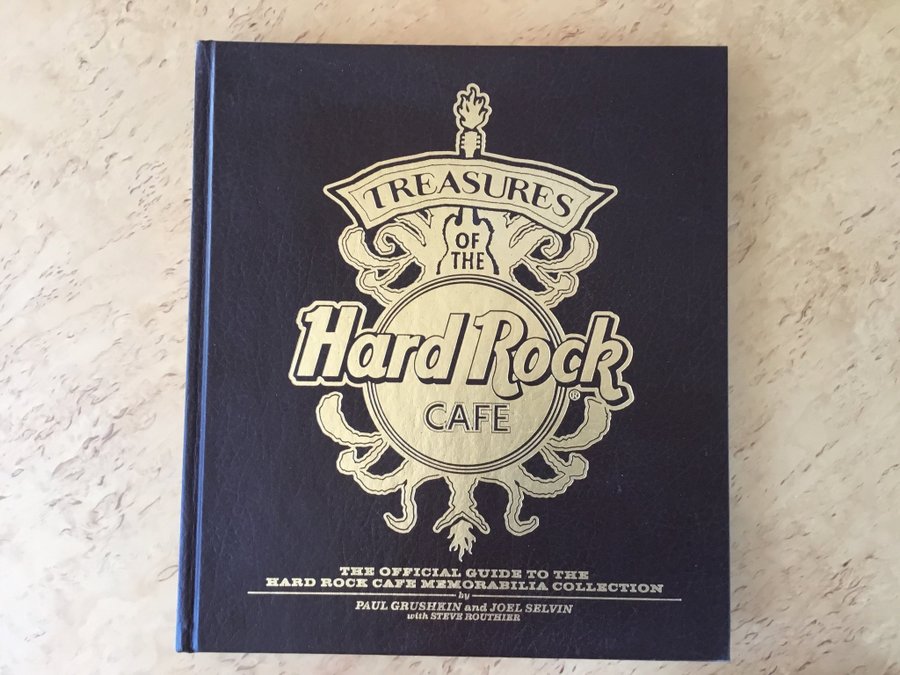 TREASURES
OF
THE
Hard Rock
®
CAFE
THE OFFICIAL GUIDE TO THE
HARD ROCK CAFE MEMORABILIA COLLECTION
by
PAUL GRUSHKIN and JOEL SELVIN
with STEVE ROUTHIER